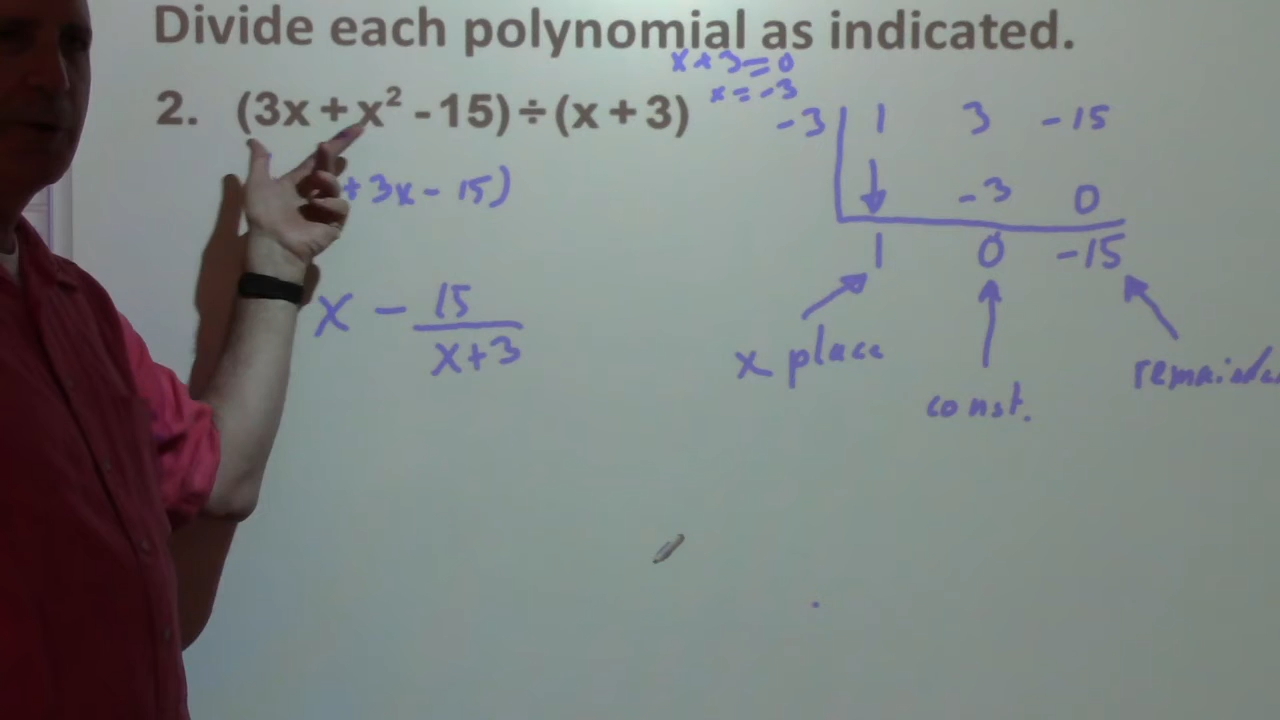 Divide each polynomial as indicated.
x + 3 = 0
x = -3
2. (3x + x² - 15) ÷ (x + 3)
-3 | 1 3 -15
+ 3x - 15)
-3 0
1 0 -15
x - 15/(x+3)
x place
const.